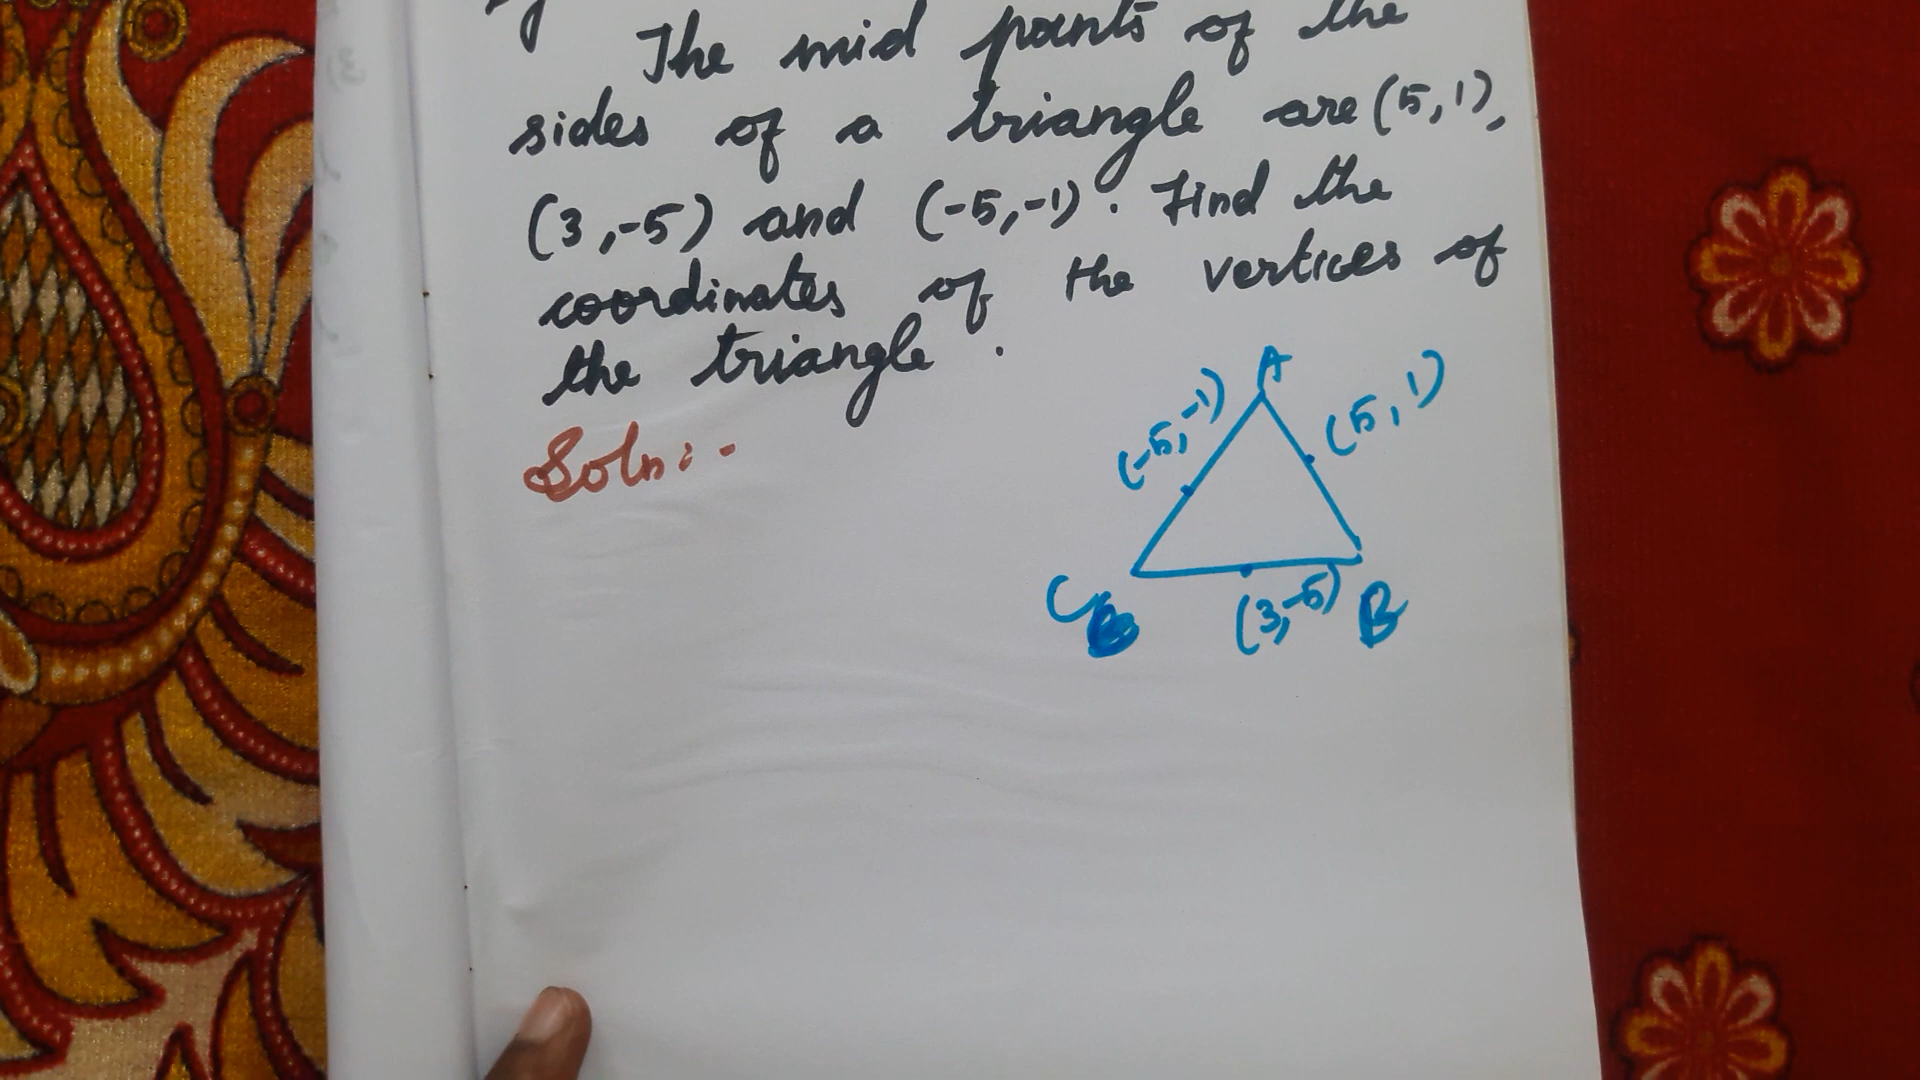 The mid points of the
sides of a triangle are (5,1),
(3,-5) and (-5,-1). Find the
coordinates of the vertices of
the triangle.
Soln:-
A
(-5,-1)
(5,1)
C
(3,-5)
B